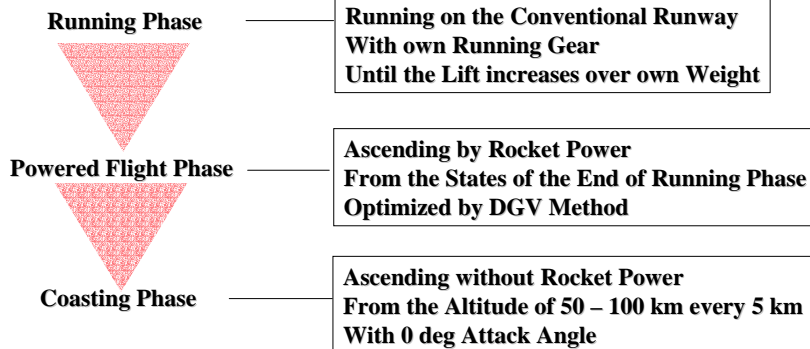 Running Phase
Running on the Conventional Runway
With own Running Gear
Until the Lift increases over own Weight
Powered Flight Phase
Ascending by Rocket Power
From the States of the End of Running Phase
Optimized by DGV Method
Coasting Phase
Ascending without Rocket Power
From the Altitude of 50 – 100 km every 5 km
With 0 deg Attack Angle